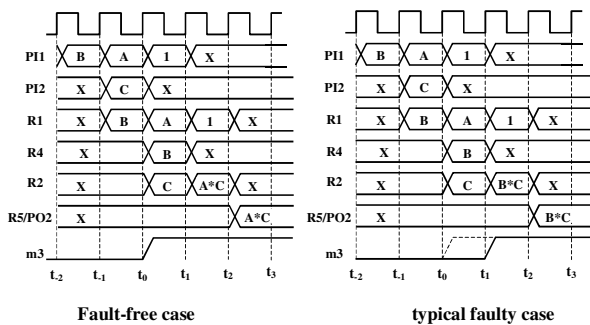 PI1 B A 1 X
PI2 X C X
R1 X B A 1 X
R4 X B X
R2 X C A*C X
R5/PO2 X A*C
m3
t-2 t-1 t0 t1 t2 t3
Fault-free case
PI1 B A 1 X
PI2 X C X
R1 X B A 1 X
R4 X B X
R2 X C B*C X
R5/PO2 X B*C
m3
t-2 t-1 t0 t1 t2 t3
typical faulty case